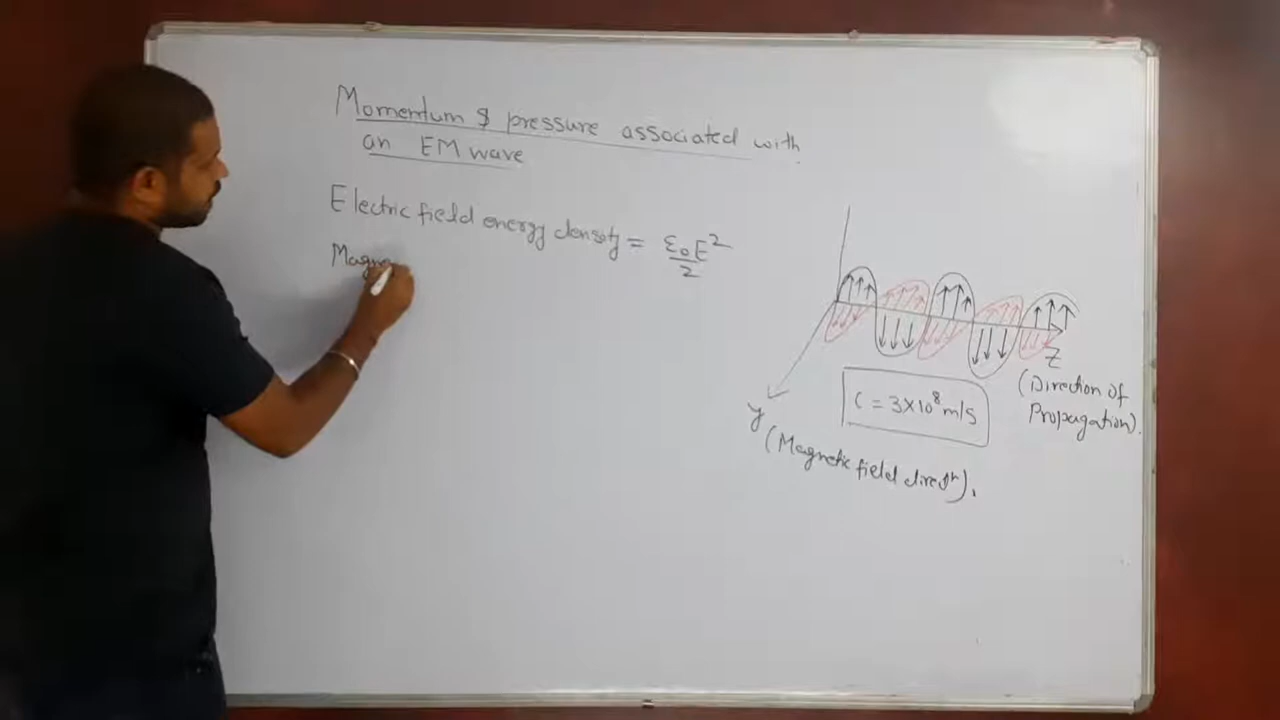 Momentum & pressure associated with
an EM wave
Electric field energy density = ε₀E²/2
Magne
Z
(Direction of
Propagation).
C = 3×10⁸ m/s
y
(Magnetic field directⁿ).